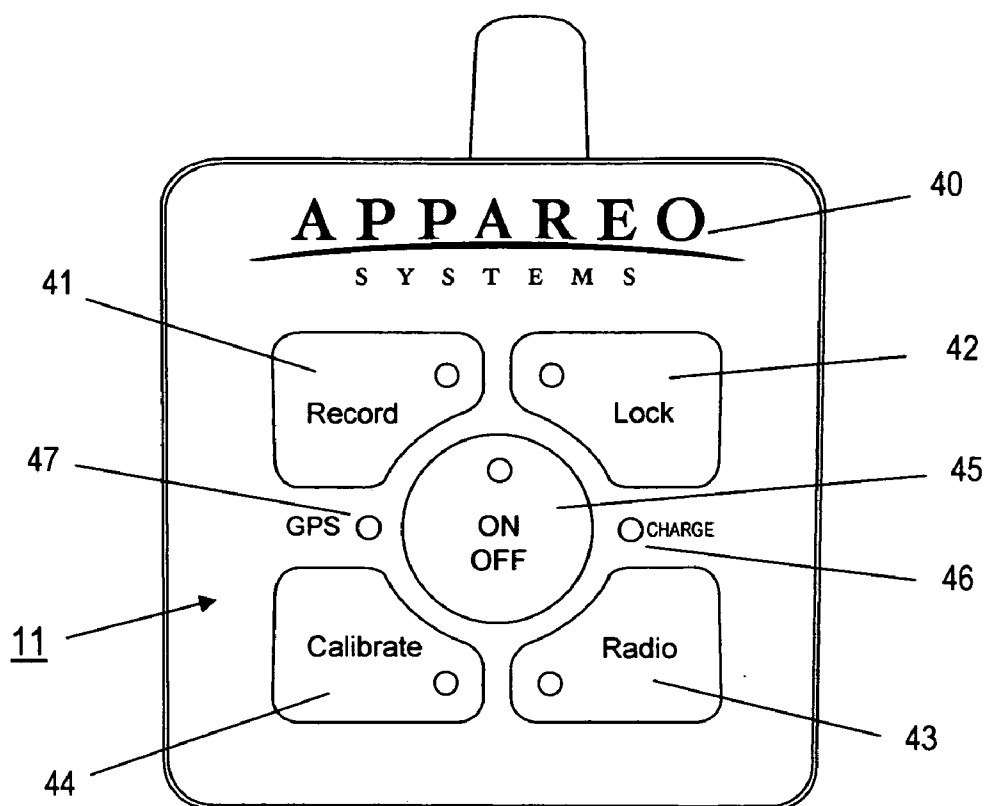 40
APPAREO
SYSTEMS
41
42
Record
Lock
47
45
GPS
ON
OFF
CHARGE
46
11
Calibrate
Radio
43
44